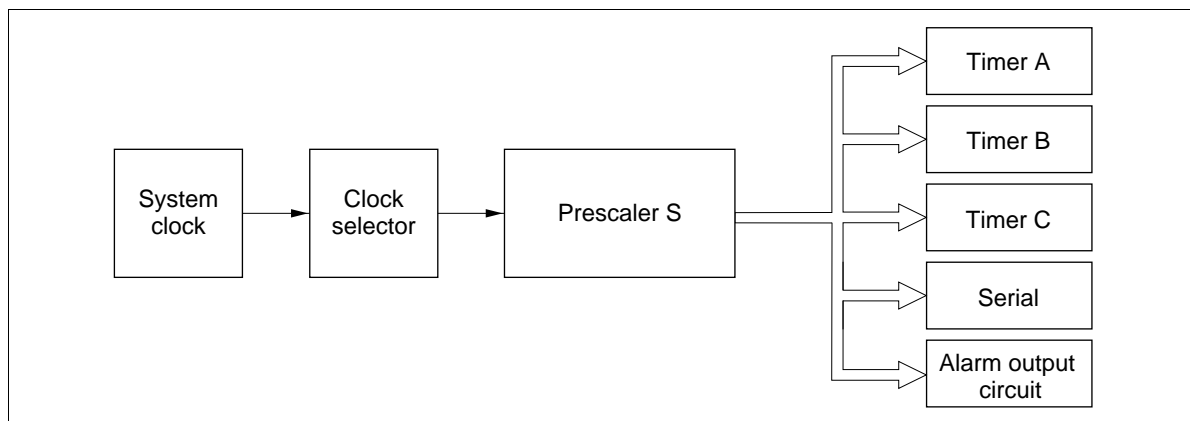 System
clock
Clock
selector
Prescaler S
Timer A
Timer B
Timer C
Serial
Alarm output
circuit